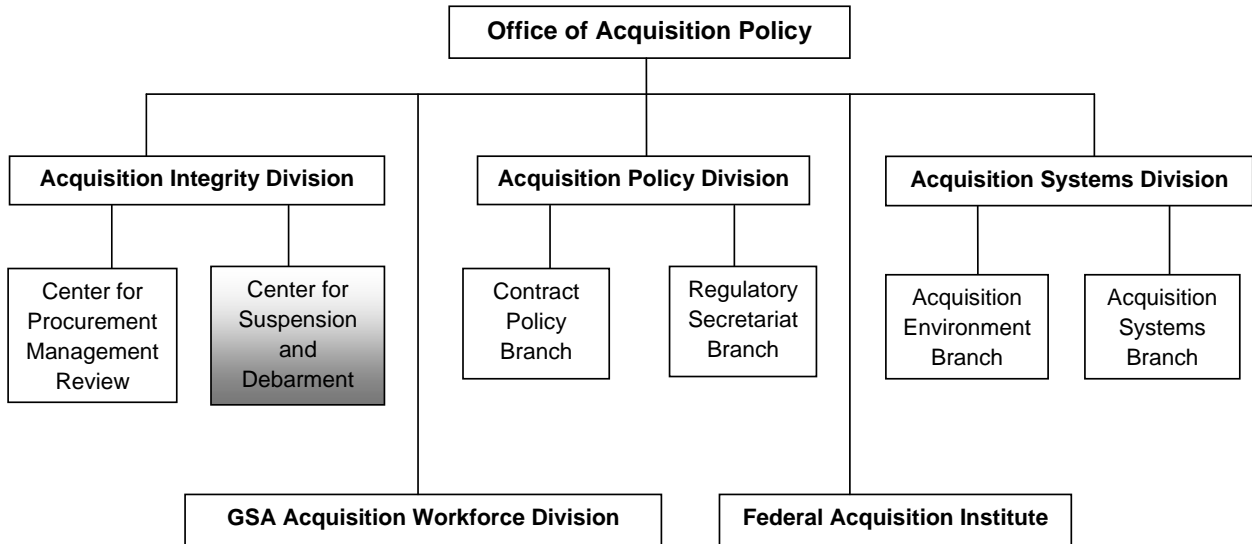 Office of Acquisition Policy
Acquisition Integrity Division
Acquisition Policy Division
Acquisition Systems Division
Center for
Procurement
Management
Review
Center for
Suspension
and
Debarment
Contract
Policy
Branch
Regulatory
Secretariat
Branch
Acquisition
Environment
Branch
Acquisition
Systems
Branch
GSA Acquisition Workforce Division
Federal Acquisition Institute